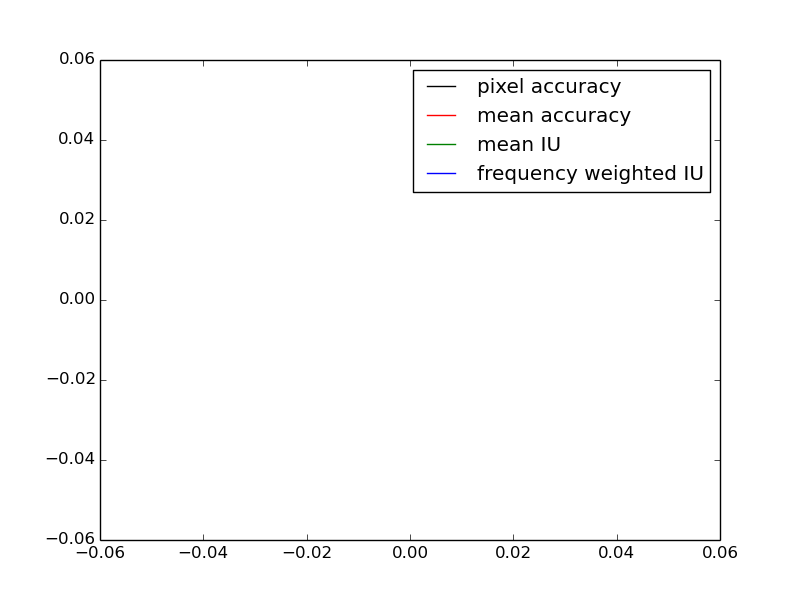 0.06
0.04
0.02
0.00
−0.02
−0.04
−0.06
−0.06 −0.04 −0.02 0.00 0.02 0.04 0.06
pixel accuracy
mean accuracy
mean IU
frequency weighted IU